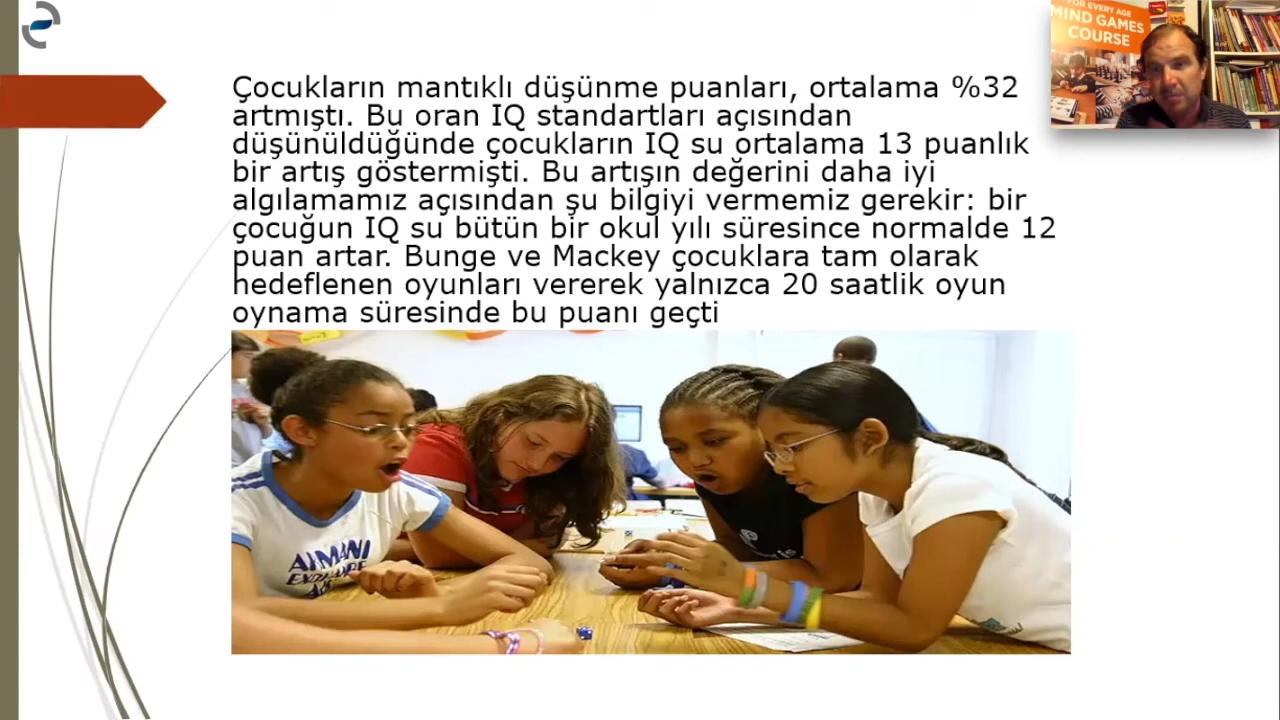 FOR EVERY AGE
MIND GAMES
COURSE
Çocukların mantıklı düşünme puanları, ortalama %32
artmıştı. Bu oran IQ standartları açısından
düşünüldüğünde çocukların IQ su ortalama 13 puanlık
bir artış göstermişti. Bu artışın değerini daha iyi
algılamamız açısından şu bilgiyi vermemiz gerekir: bir
çocuğun IQ su bütün bir okul yılı süresince normalde 12
puan artar. Bunge ve Mackey çocuklara tam olarak
hedeflenen oyunları vererek yalnızca 20 saatlik oyun
oynama süresinde bu puanı geçti